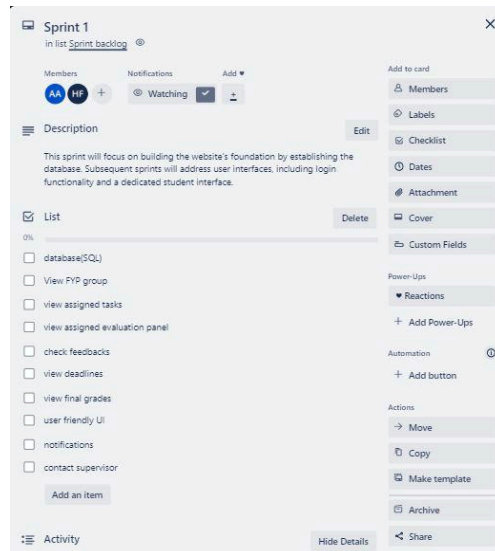 Sprint 1
in list Sprint backlog
Members
Notifications
Add ♥
AA
HF
+
Watching
±
Description
Edit
This sprint will focus on building the website's foundation by establishing the
database. Subsequent sprints will address user interfaces, including login
functionality and a dedicated student interface.
List
Delete
0%
database(SQL)
View FYP group
view assigned tasks
view assigned evaluation panel
check feedbacks
view deadlines
view final grades
user friendly UI
notifications
contact supervisor
Add an item
Activity
Hide Details
Add to card
Members
Labels
Checklist
Dates
Attachment
Cover
Custom Fields
Power-Ups
♥ Reactions
+ Add Power-Ups
Automation
+ Add button
Actions
→ Move
Copy
Make template
Archive
Share